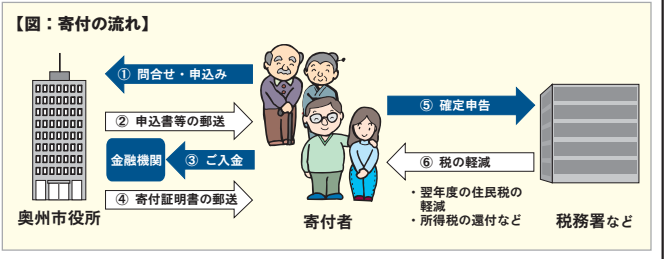 【図：寄付の流れ】
① 問合せ・申込み
② 申込書等の郵送
金融機関
③ ご入金
④ 寄付証明書の郵送
奥州市役所
寄付者
⑤ 確定申告
⑥ 税の軽減
・翌年度の住民税の
軽減
・所得税の還付など
税務署など